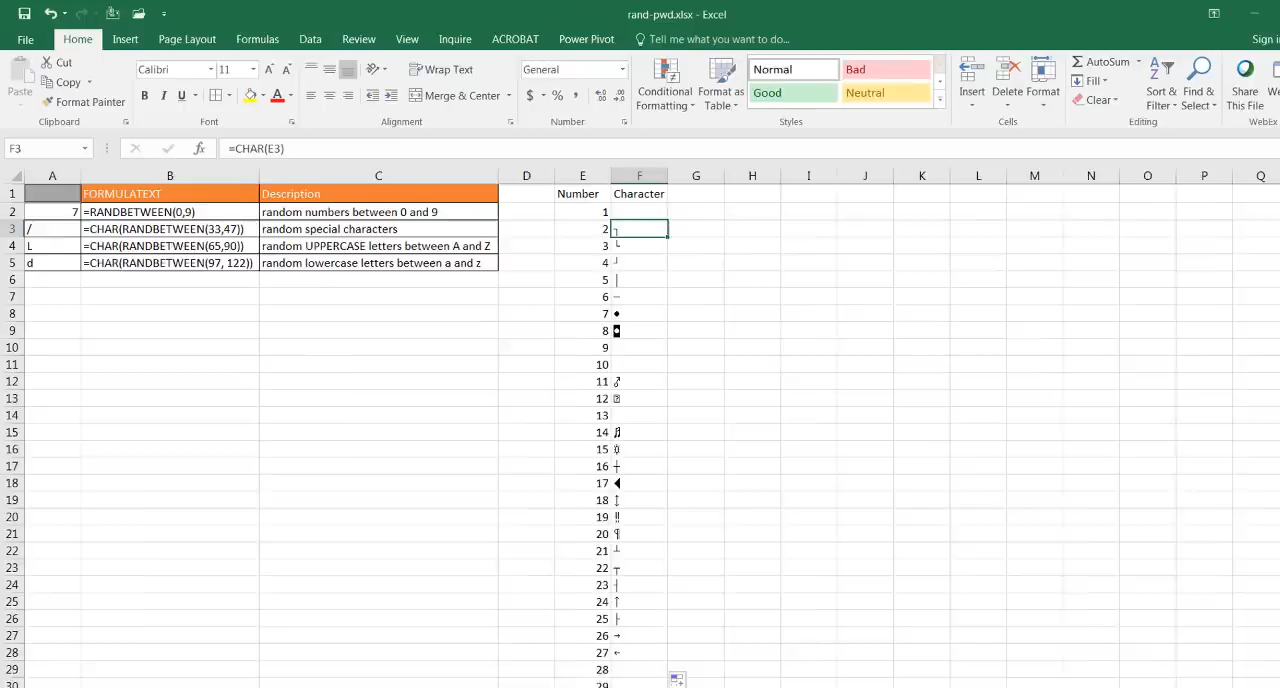 rand-pwd.xlsx - Excel
File Home Insert Page Layout Formulas Data Review View Inquire ACROBAT Power Pivot Tell me what you want to do...
Paste Cut Copy Format Painter Clipboard
Calibri 11 B I U Font
Wrap Text Merge & Center Alignment
General $ % , Number
Conditional Formatting Format as Table Normal Bad Good Neutral Styles
Insert Delete Format Cells
AutoSum Fill Clear Sort & Filter Find & Select Editing
Share This File WebEx
F3 fx =CHAR(E3)
A B C D E F G H I J K L M N O P Q
1 FORMULATEXT Description Number Character
2 7 =RANDBETWEEN(0,9) random numbers between 0 and 9 1
3 / =CHAR(RANDBETWEEN(33,47)) random special characters 2 ┐
4 L =CHAR(RANDBETWEEN(65,90)) random UPPERCASE letters between A and Z 3 └
5 d =CHAR(RANDBETWEEN(97, 122)) random lowercase letters between a and z 4 ┘
6 5 │
7 6 ─
8 7
9 8 ◘
10 9
11 10
12 11 ♂
13 12
14 13
15 14 ♫
16 15 ☼
17 16 ┼
18 17 ◄
19 18 ↕
20 19 ‼
21 20 ¶
22 21 ┴
23 22 ┬
24 23 ┤
25 24 ↑
26 25 ├
27 26 →
28 27 ←
29 28
30 29